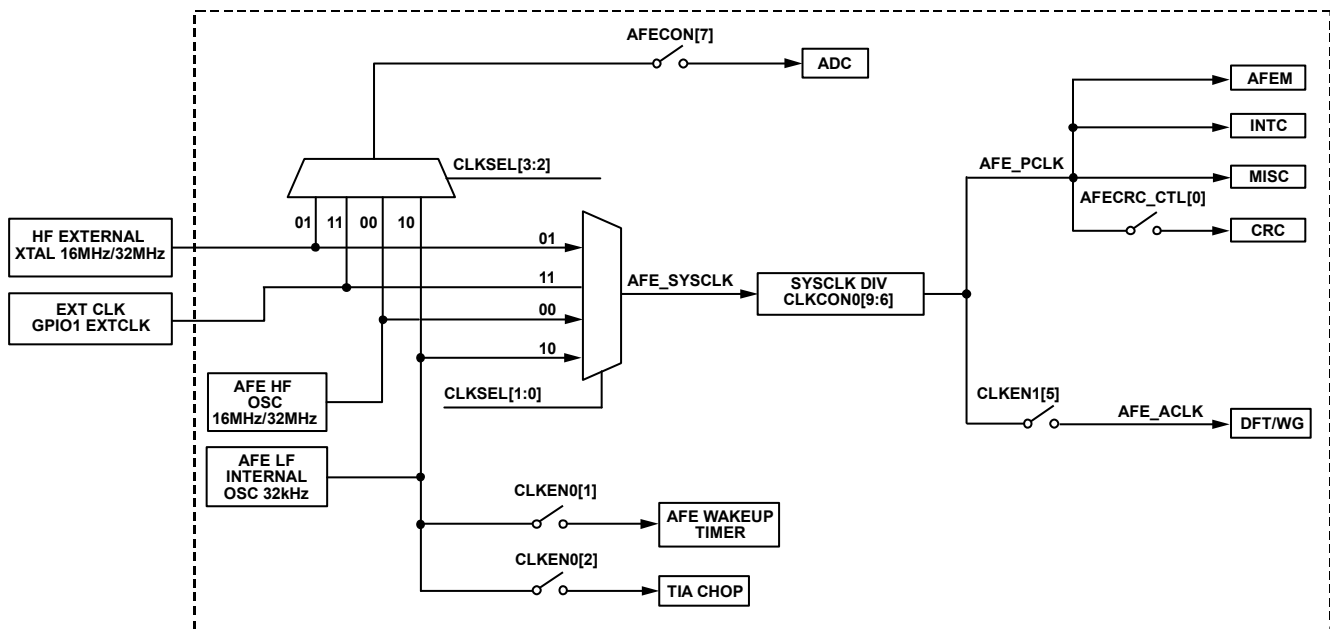 AFECON[7]
ADC
AFEM
INTC
CLKSEL[3:2]
AFE_PCLK
MISC
AFECRC_CTL[0]
01 11 00 10
CRC
HF EXTERNAL
XTAL 16MHz/32MHz
01
AFE_SYSCLK
SYSCLK DIV
CLKCON0[9:6]
11
EXT CLK
GPIO1 EXTCLK
00
10
AFE HF
OSC
16MHz/32MHz
CLKSEL[1:0]
CLKEN1[5]
AFE_ACLK
DFT/WG
AFE LF
INTERNAL
OSC 32kHz
CLKEN0[1]
AFE WAKEUP
TIMER
CLKEN0[2]
TIA CHOP